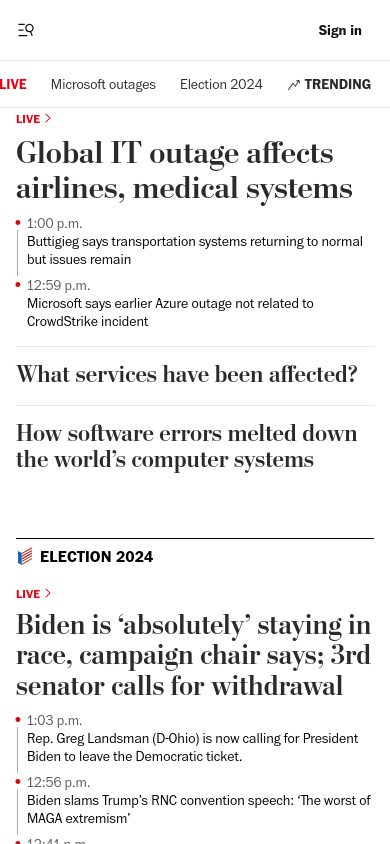 Sign in
LIVE
Microsoft outages
Election 2024
TRENDING
LIVE
Global IT outage affects
airlines, medical systems
1:00 p.m.
Buttigieg says transportation systems returning to normal
but issues remain
12:59 p.m.
Microsoft says earlier Azure outage not related to
CrowdStrike incident
What services have been affected?
How software errors melted down
the world’s computer systems
ELECTION 2024
LIVE
Biden is ‘absolutely’ staying in
race, campaign chair says; 3rd
senator calls for withdrawal
1:03 p.m.
Rep. Greg Landsman (D-Ohio) is now calling for President
Biden to leave the Democratic ticket.
12:56 p.m.
Biden slams Trump’s RNC convention speech: ‘The worst of
MAGA extremism’
12:41 p.m.